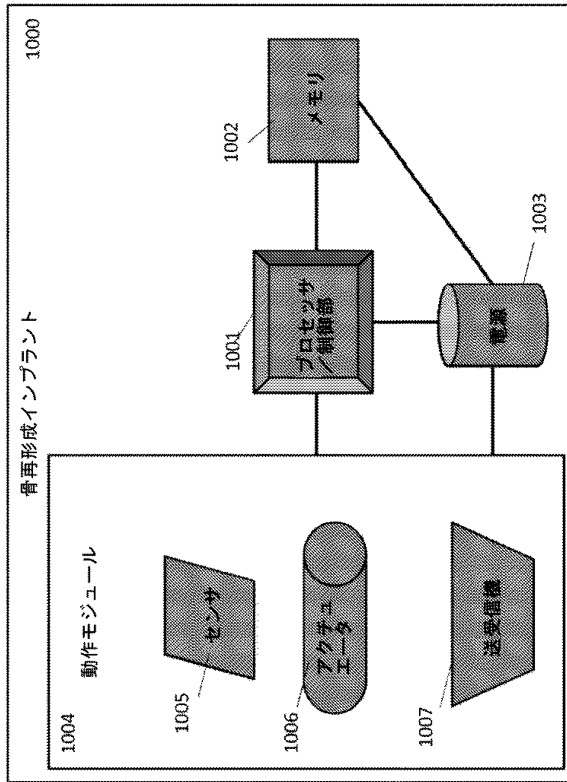 1000
骨再形成インプラント
1004
動作モジュール
1005
センサ
1006
アクチュ
エータ
1007
送受信機
1001
プロセッサ
／制御部
1002
メモリ
1003
電源